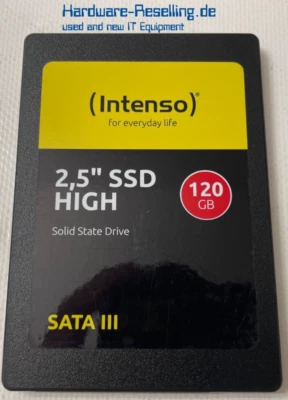 Hardware-Reselling.de
used and new IT Equipment
(Intenso)®
for everyday life
2,5" SSD
HIGH
120
GB
Solid State Drive
SATA III